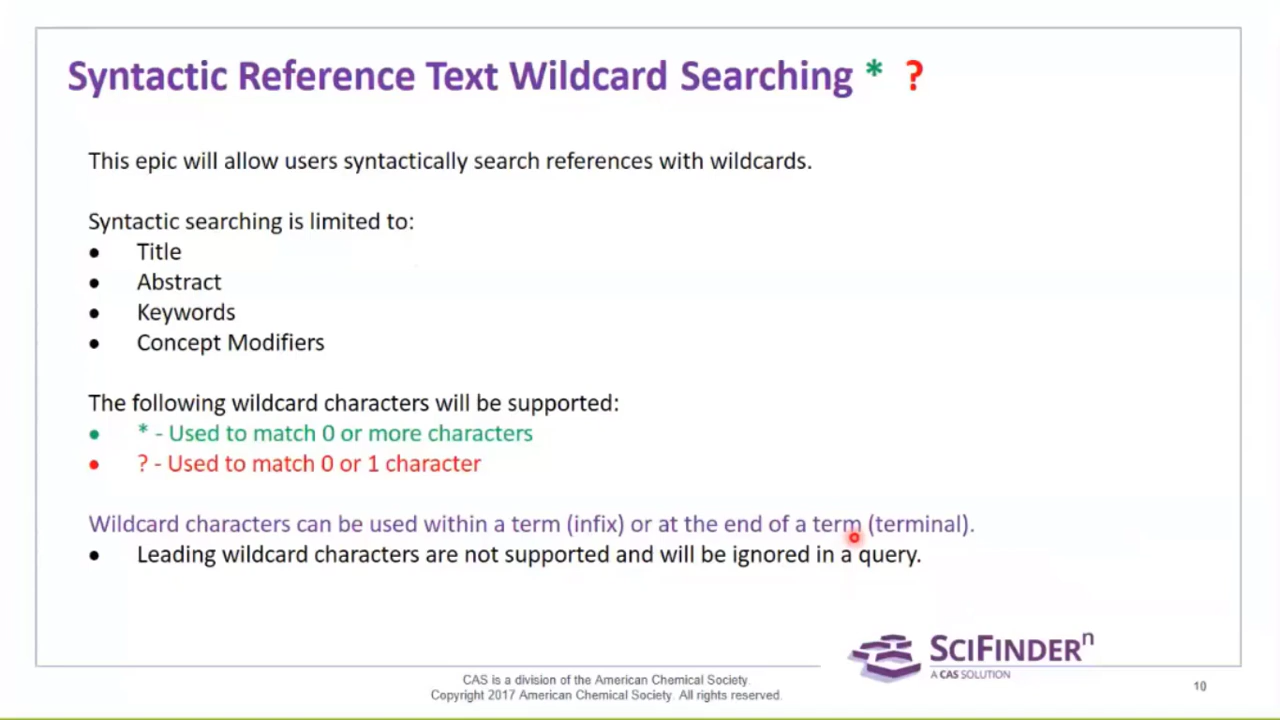 Syntactic Reference Text Wildcard Searching * ?
This epic will allow users syntactically search references with wildcards.
Syntactic searching is limited to:
• Title
• Abstract
• Keywords
• Concept Modifiers
The following wildcard characters will be supported:
• * - Used to match 0 or more characters
• ? - Used to match 0 or 1 character
Wildcard characters can be used within a term (infix) or at the end of a term (terminal).
• Leading wildcard characters are not supported and will be ignored in a query.
SCIFINDERⁿ
A CAS SOLUTION
CAS is a division of the American Chemical Society.
Copyright 2017 American Chemical Society. All rights reserved.
10